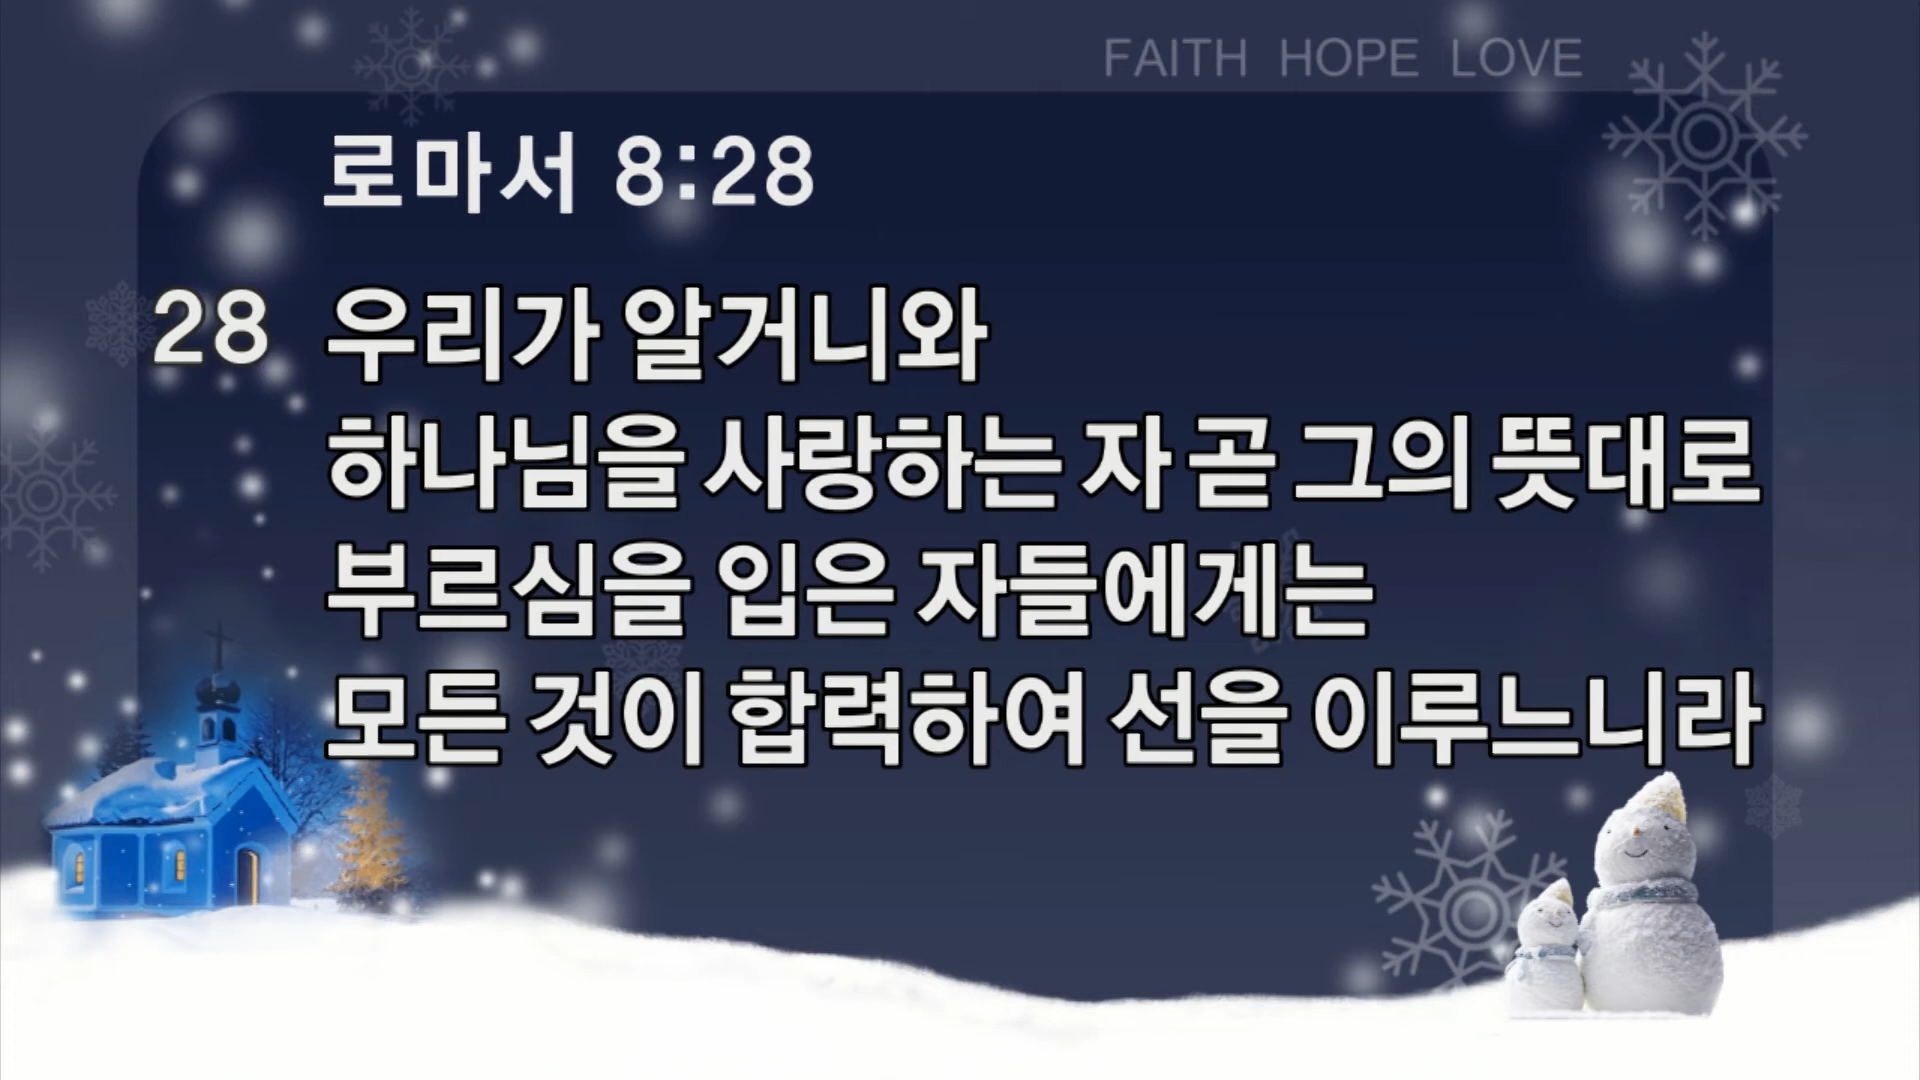 FAITH HOPE LOVE
로마서 8:28
28 우리가 알거니와
하나님을 사랑하는 자 곧 그의 뜻대로
부르심을 입은 자들에게는
모든 것이 합력하여 선을 이루느니라